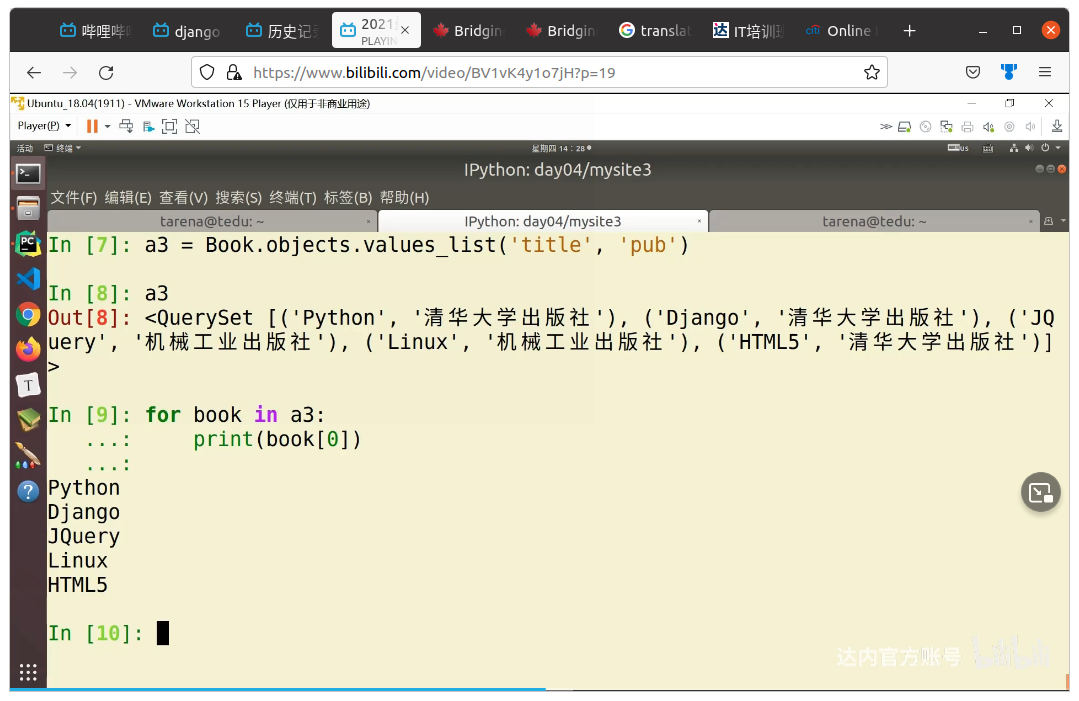 哔哩哔哩
django
历史记录
2021
PLAYIN
Bridgin
Bridgin
translat
IT培训班
Online
https://www.bilibili.com/video/BV1vK4y1o7jH?p=19
Ubuntu_18.04(1911) - VMware Workstation 15 Player (仅用于非商业用途)
Player(P)
活动
终端
星期四 14：28
IPython: day04/mysite3
文件(F) 编辑(E) 查看(V) 搜索(S) 终端(T) 标签(B) 帮助(H)
tarena@tedu: ~
IPython: day04/mysite3
tarena@tedu: ~
In [7]: a3 = Book.objects.values_list('title', 'pub')
In [8]: a3
Out[8]: <QuerySet [('Python', '清华大学出版社'), ('Django', '清华大学出版社'), ('JQ
uery', '机械工业出版社'), ('Linux', '机械工业出版社'), ('HTML5', '清华大学出版社')]
>
In [9]: for book in a3:
...:     print(book[0])
...:
Python
Django
JQuery
Linux
HTML5
In [10]:
达内官方账号